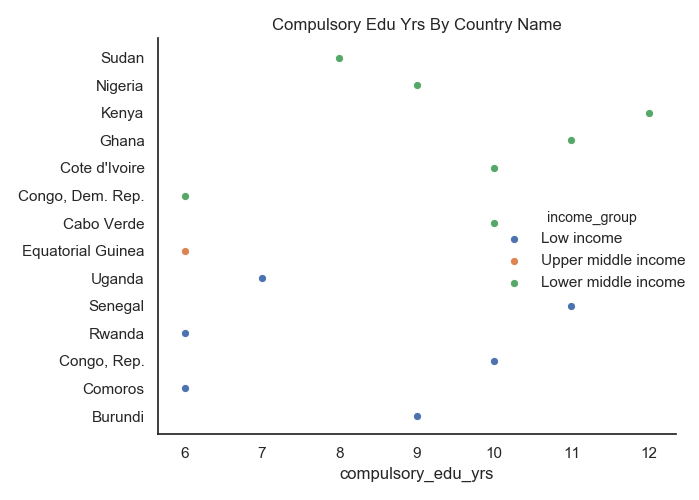 Compulsory Edu Yrs By Country Name
Sudan
Nigeria
Kenya
Ghana
Cote d'Ivoire
Congo, Dem. Rep.
Cabo Verde
Equatorial Guinea
Uganda
Senegal
Rwanda
Congo, Rep.
Comoros
Burundi
income_group
Low income
Upper middle income
Lower middle income
6 7 8 9 10 11 12
compulsory_edu_yrs